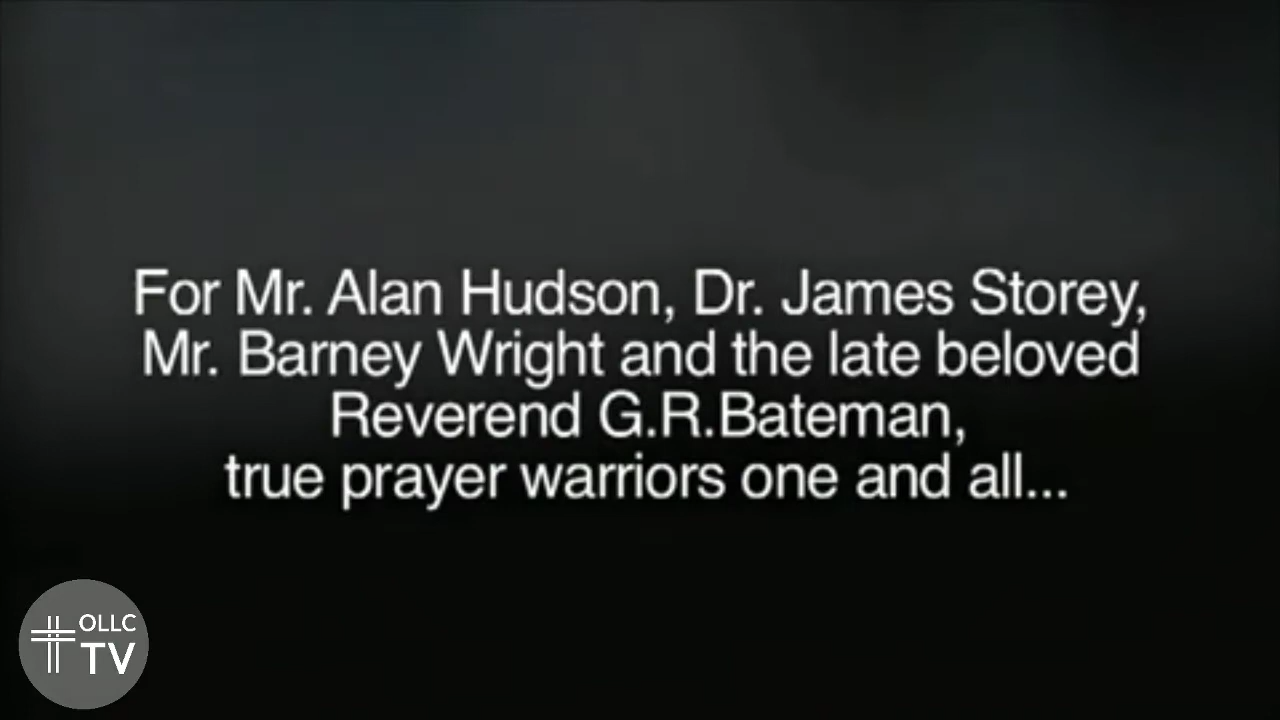 For Mr. Alan Hudson, Dr. James Storey,
Mr. Barney Wright and the late beloved
Reverend G.R.Bateman,
true prayer warriors one and all...
OLLC
TV